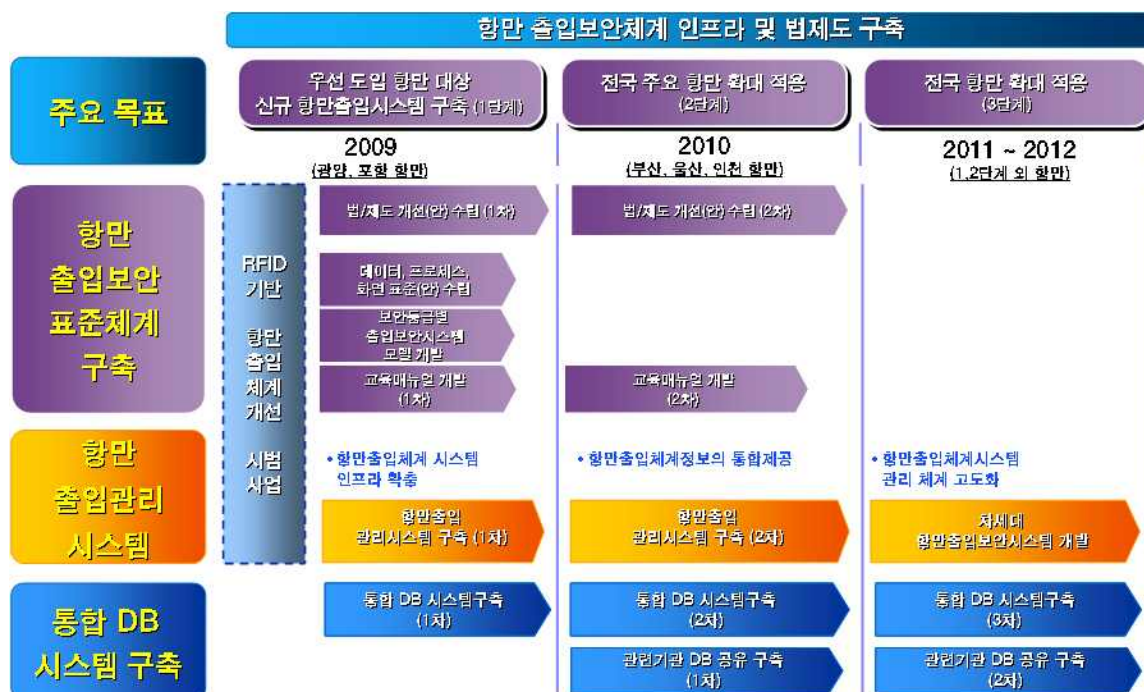 항만 출입보안체계 인프라 및 법제도 구축
주요 목표
우선 도입 항만 대상
신규 항만출입시스템 구축 (1단계)
전국 주요 항만 확대 적용
(2단계)
전국 항만 확대 적용
(3단계)
2009
(광양, 포항 항만)
2010
(부산, 울산, 인천 항만)
2011 ~ 2012
(1,2단계 외 항만)
항만
출입보안
표준체계
구축
RFID
기반
항만
출입
체계
개선
시범
사업
법/제도 개선(안) 수립 (1차)
법/제도 개선(안) 수립 (2차)
데이터, 프로세스,
화면 표준(안) 수립
보안등급별
출입보안시스템
모델 개발
교육매뉴얼 개발
(1차)
교육매뉴얼 개발
(2차)
항만
출입관리
시스템
• 항만출입체계 시스템
인프라 확충
• 항만출입체계정보의 통합제공
• 항만출입체계시스템
관리 체계 고도화
항만출입
관리시스템 구축 (1차)
항만출입
관리시스템 구축 (2차)
차세대
항만출입보안시스템 개발
통합 DB
시스템 구축
통합 DB 시스템구축
(1차)
통합 DB 시스템구축
(2차)
통합 DB 시스템구축
(3차)
관련기관 DB 공유 구축
(1차)
관련기관 DB 공유 구축
(2차)